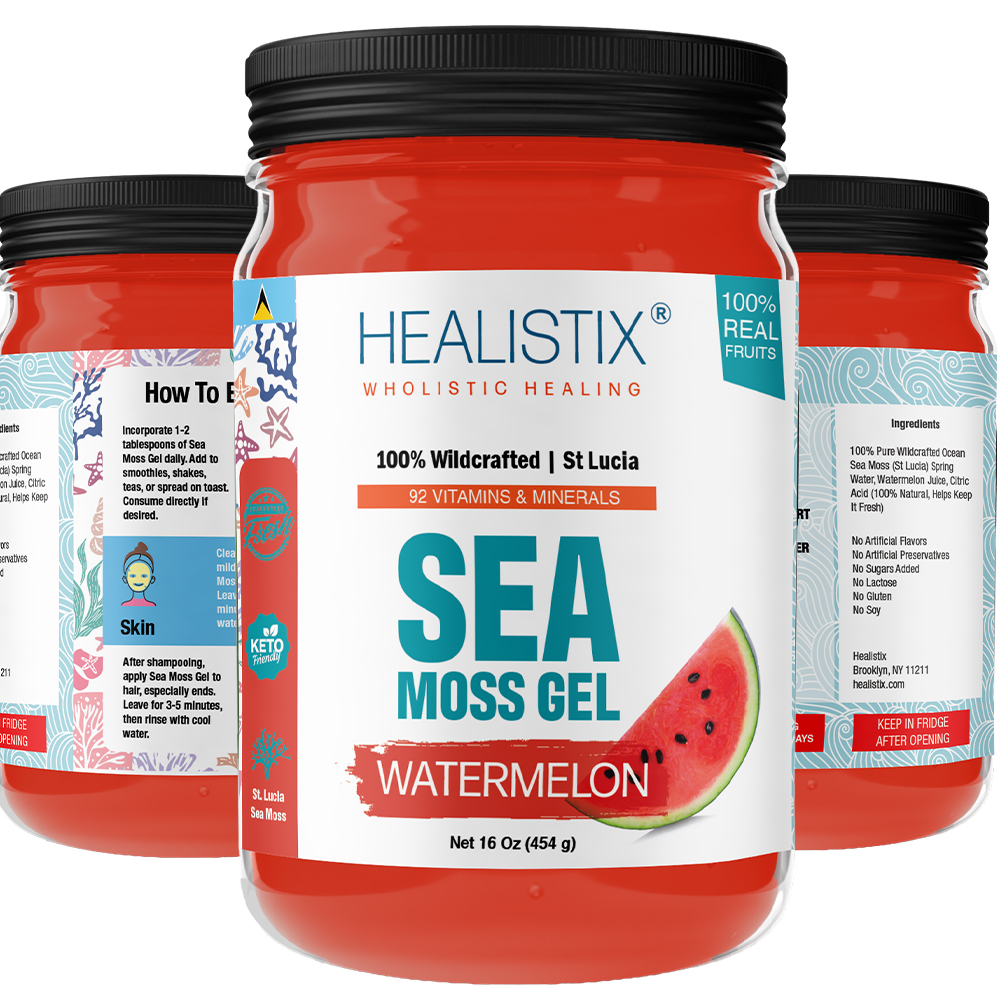 HEALISTIX®
WHOLISTIC HEALING
100%
REAL
FRUITS
100% Wildcrafted | St Lucia
92 VITAMINS & MINERALS
SEA
MOSS GEL
WATERMELON
Net 16 Oz (454 g)
Fresh
KETO
Friendly
St. Lucia
Sea Moss
How To
Incorporate 1-2
tablespoons of Sea
Moss Gel daily. Add to
smoothies, shakes,
teas, or spread on toast.
Consume directly if
desired.
Skin
After shampooing,
apply Sea Moss Gel to
hair, especially ends.
Leave for 3-5 minutes,
then rinse with cool
water.
211
FRIDGE
OPENING
Ingredients
100% Pure Wildcrafted Ocean
Sea Moss (St Lucia) Spring
Water, Watermelon Juice, Citric
Acid (100% Natural, Helps Keep
It Fresh)
No Artificial Flavors
No Artificial Preservatives
No Sugars Added
No Lactose
No Gluten
No Soy
Healistix
Brooklyn, NY 11211
healistix.com
KEEP IN FRIDGE
AFTER OPENING